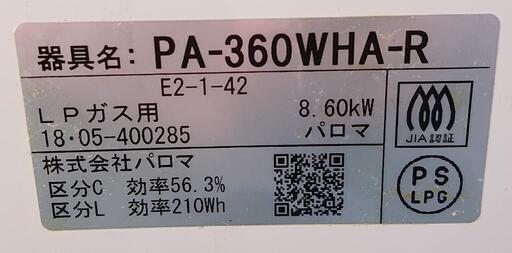 器具名: PA-360WHA-R
E2-1-42
LPガス用 8.60kW
18・05-400285 パロマ
株式会社パロマ
区分C 効率56.3%
区分L 効率210Wh
JIA認証
PS
LPG